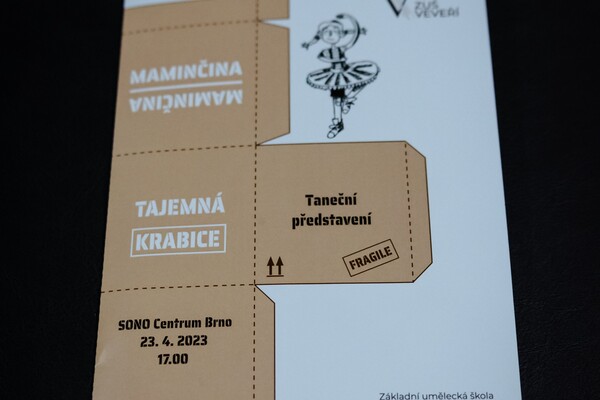 ZUŠ
VEVEŘÍ
MAMINČINA
MAMINČINA
TAJEMNÁ
KRABICE
Taneční
představení
FRAGILE
SONO Centrum Brno
23. 4. 2023
17.00
Základní umělecká škola